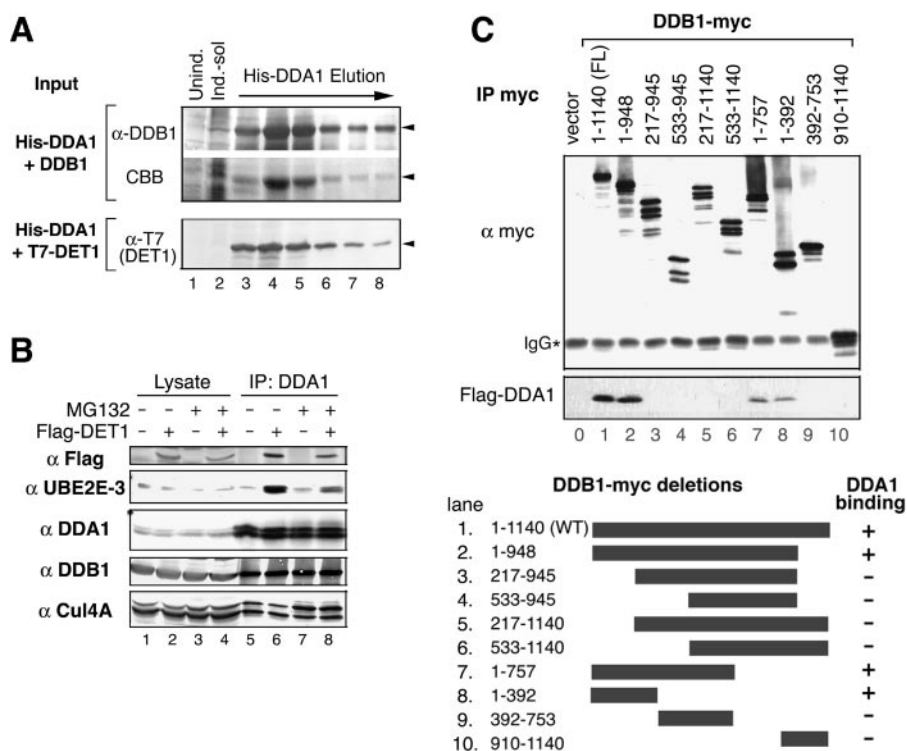 A
Unind.
Ind.-sol
His-DDA1 Elution
Input
His-DDA1 + DDB1
α-DDB1
CBB
His-DDA1 + T7-DET1
α-T7 (DET1)
1 2 3 4 5 6 7 8
B
Lysate IP: DDA1
MG132 – – + + – – + +
Flag-DET1 – + – + – + – +
α Flag
α UBE2E-3
α DDA1
α DDB1
α Cul4A
1 2 3 4 5 6 7 8
C
DDB1-myc
IP myc
vector
1-1140 (FL)
1-948
217-945
533-945
217-1140
533-1140
1-757
1-392
392-753
910-1140
α myc
IgG*
Flag-DDA1
0 1 2 3 4 5 6 7 8 9 10
lane DDB1-myc deletions DDA1 binding
1. 1-1140 (WT) +
2. 1-948 +
3. 217-945 –
4. 533-945 –
5. 217-1140 –
6. 533-1140 –
7. 1-757 +
8. 1-392 +
9. 392-753 –
10. 910-1140 –